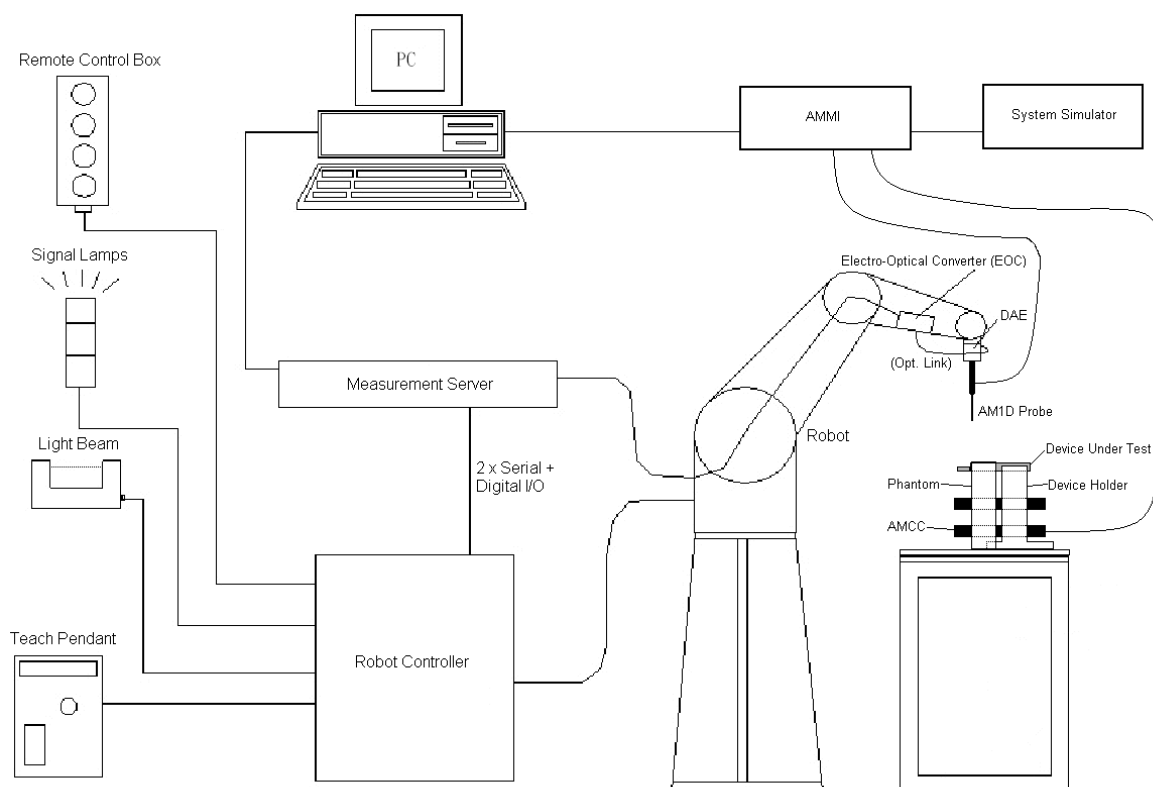 Remote Control Box
PC
AMMI
System Simulator
Signal Lamps
Electro-Optical Converter (EOC)
DAE
(Opt. Link)
Measurement Server
AM1D Probe
Light Beam
Robot
2 x Serial +
Digital I/O
Device Under Test
Phantom
Device Holder
AMCC
Teach Pendant
Robot Controller